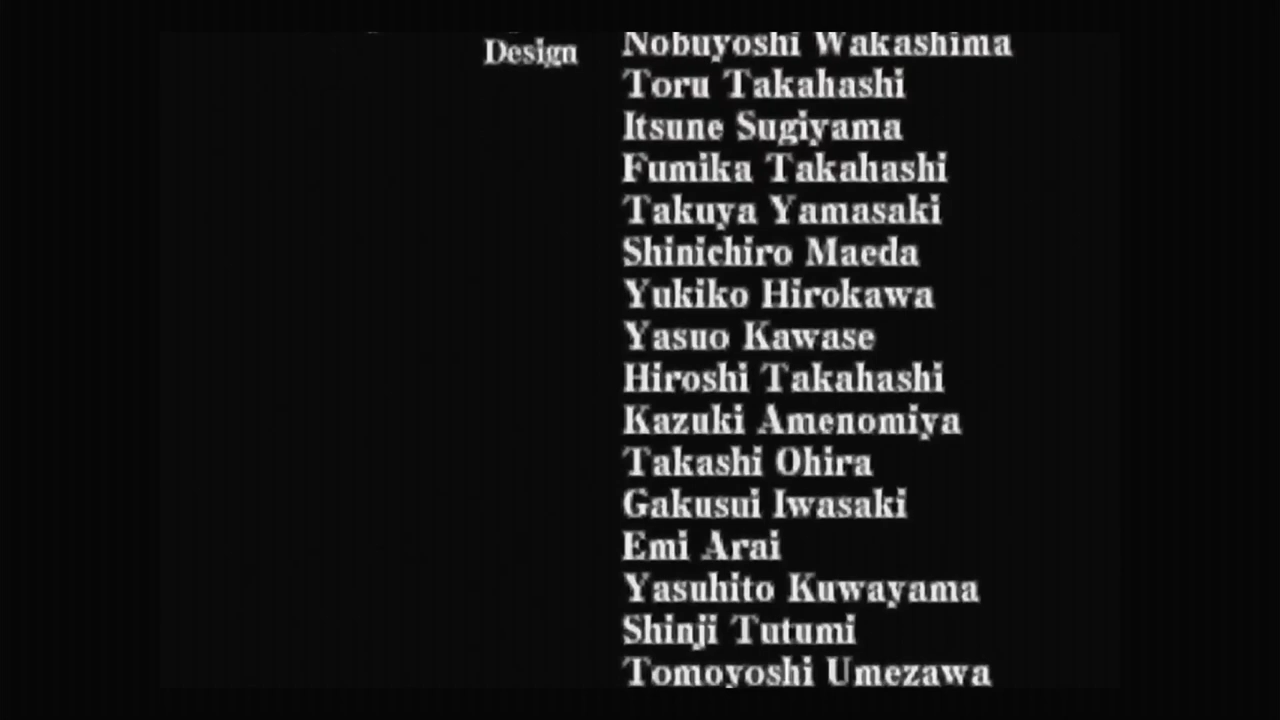 Design
Nobuyoshi Wakashima
Toru Takahashi
Itsune Sugiyama
Fumika Takahashi
Takuya Yamasaki
Shinichiro Maeda
Yukiko Hirokawa
Yasuo Kawase
Hiroshi Takahashi
Kazuki Amenomiya
Takashi Ohira
Gakusui Iwasaki
Emi Arai
Yasuhito Kuwayama
Shinji Tutumi
Tomoyoshi Umezawa